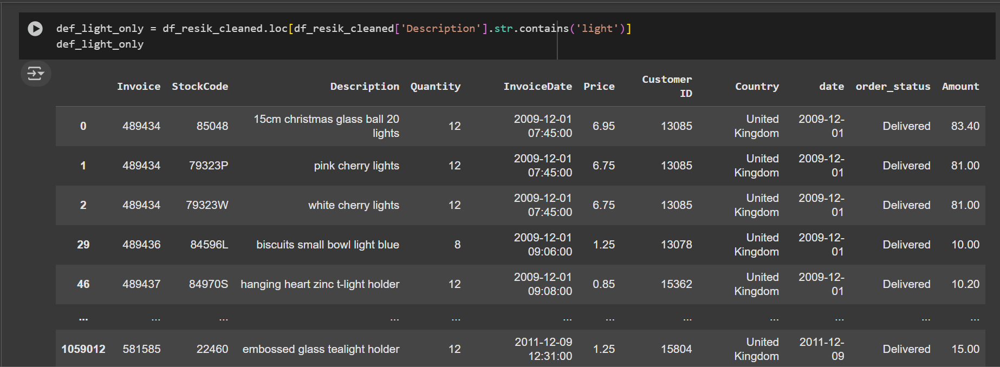 def_light_only = df_resik_cleaned.loc[df_resik_cleaned['Description'].str.contains('light')]
def_light_only
Invoice StockCode Description Quantity InvoiceDate Price Customer ID Country date order_status Amount
0 489434 85048 15cm christmas glass ball 20 lights 12 2009-12-01 07:45:00 6.95 13085 United Kingdom 2009-12-01 Delivered 83.40
1 489434 79323P pink cherry lights 12 2009-12-01 07:45:00 6.75 13085 United Kingdom 2009-12-01 Delivered 81.00
2 489434 79323W white cherry lights 12 2009-12-01 07:45:00 6.75 13085 United Kingdom 2009-12-01 Delivered 81.00
29 489436 84596L biscuits small bowl light blue 8 2009-12-01 09:06:00 1.25 13078 United Kingdom 2009-12-01 Delivered 10.00
46 489437 84970S hanging heart zinc t-light holder 12 2009-12-01 09:08:00 0.85 15362 United Kingdom 2009-12-01 Delivered 10.20
... ... ... ... ... ... ... ... ... ... ... ...
1059012 581585 22460 embossed glass tealight holder 12 2011-12-09 12:31:00 1.25 15804 United Kingdom 2011-12-09 Delivered 15.00